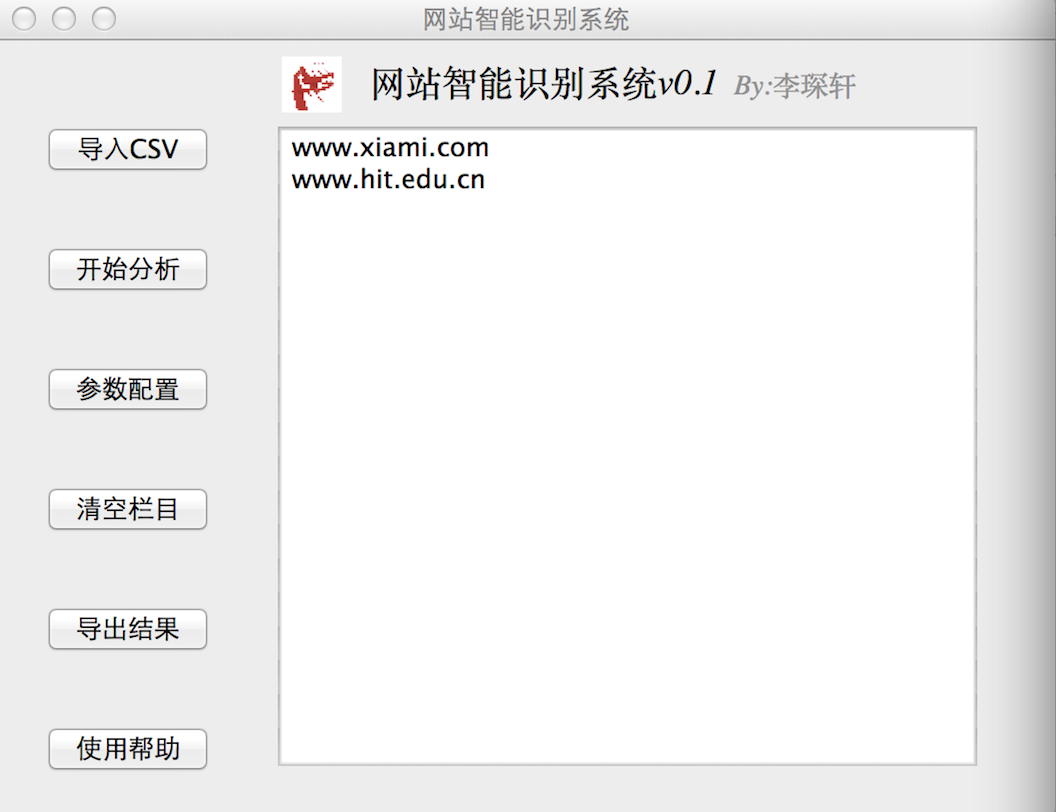 网站智能识别系统
网站智能识别系统v0.1 By:李琛轩
导入CSV
开始分析
参数配置
清空栏目
导出结果
使用帮助
www.xiami.com
www.hit.edu.cn